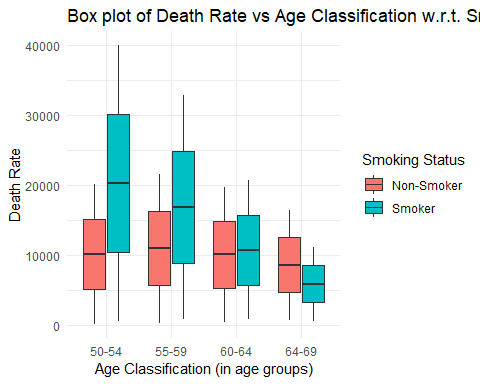 Box plot of Death Rate vs Age Classification w.r.t. Sr
40000
30000
20000
10000
0
Death Rate
50-54 55-59 60-64 64-69
Age Classification (in age groups)
Smoking Status
Non-Smoker
Smoker